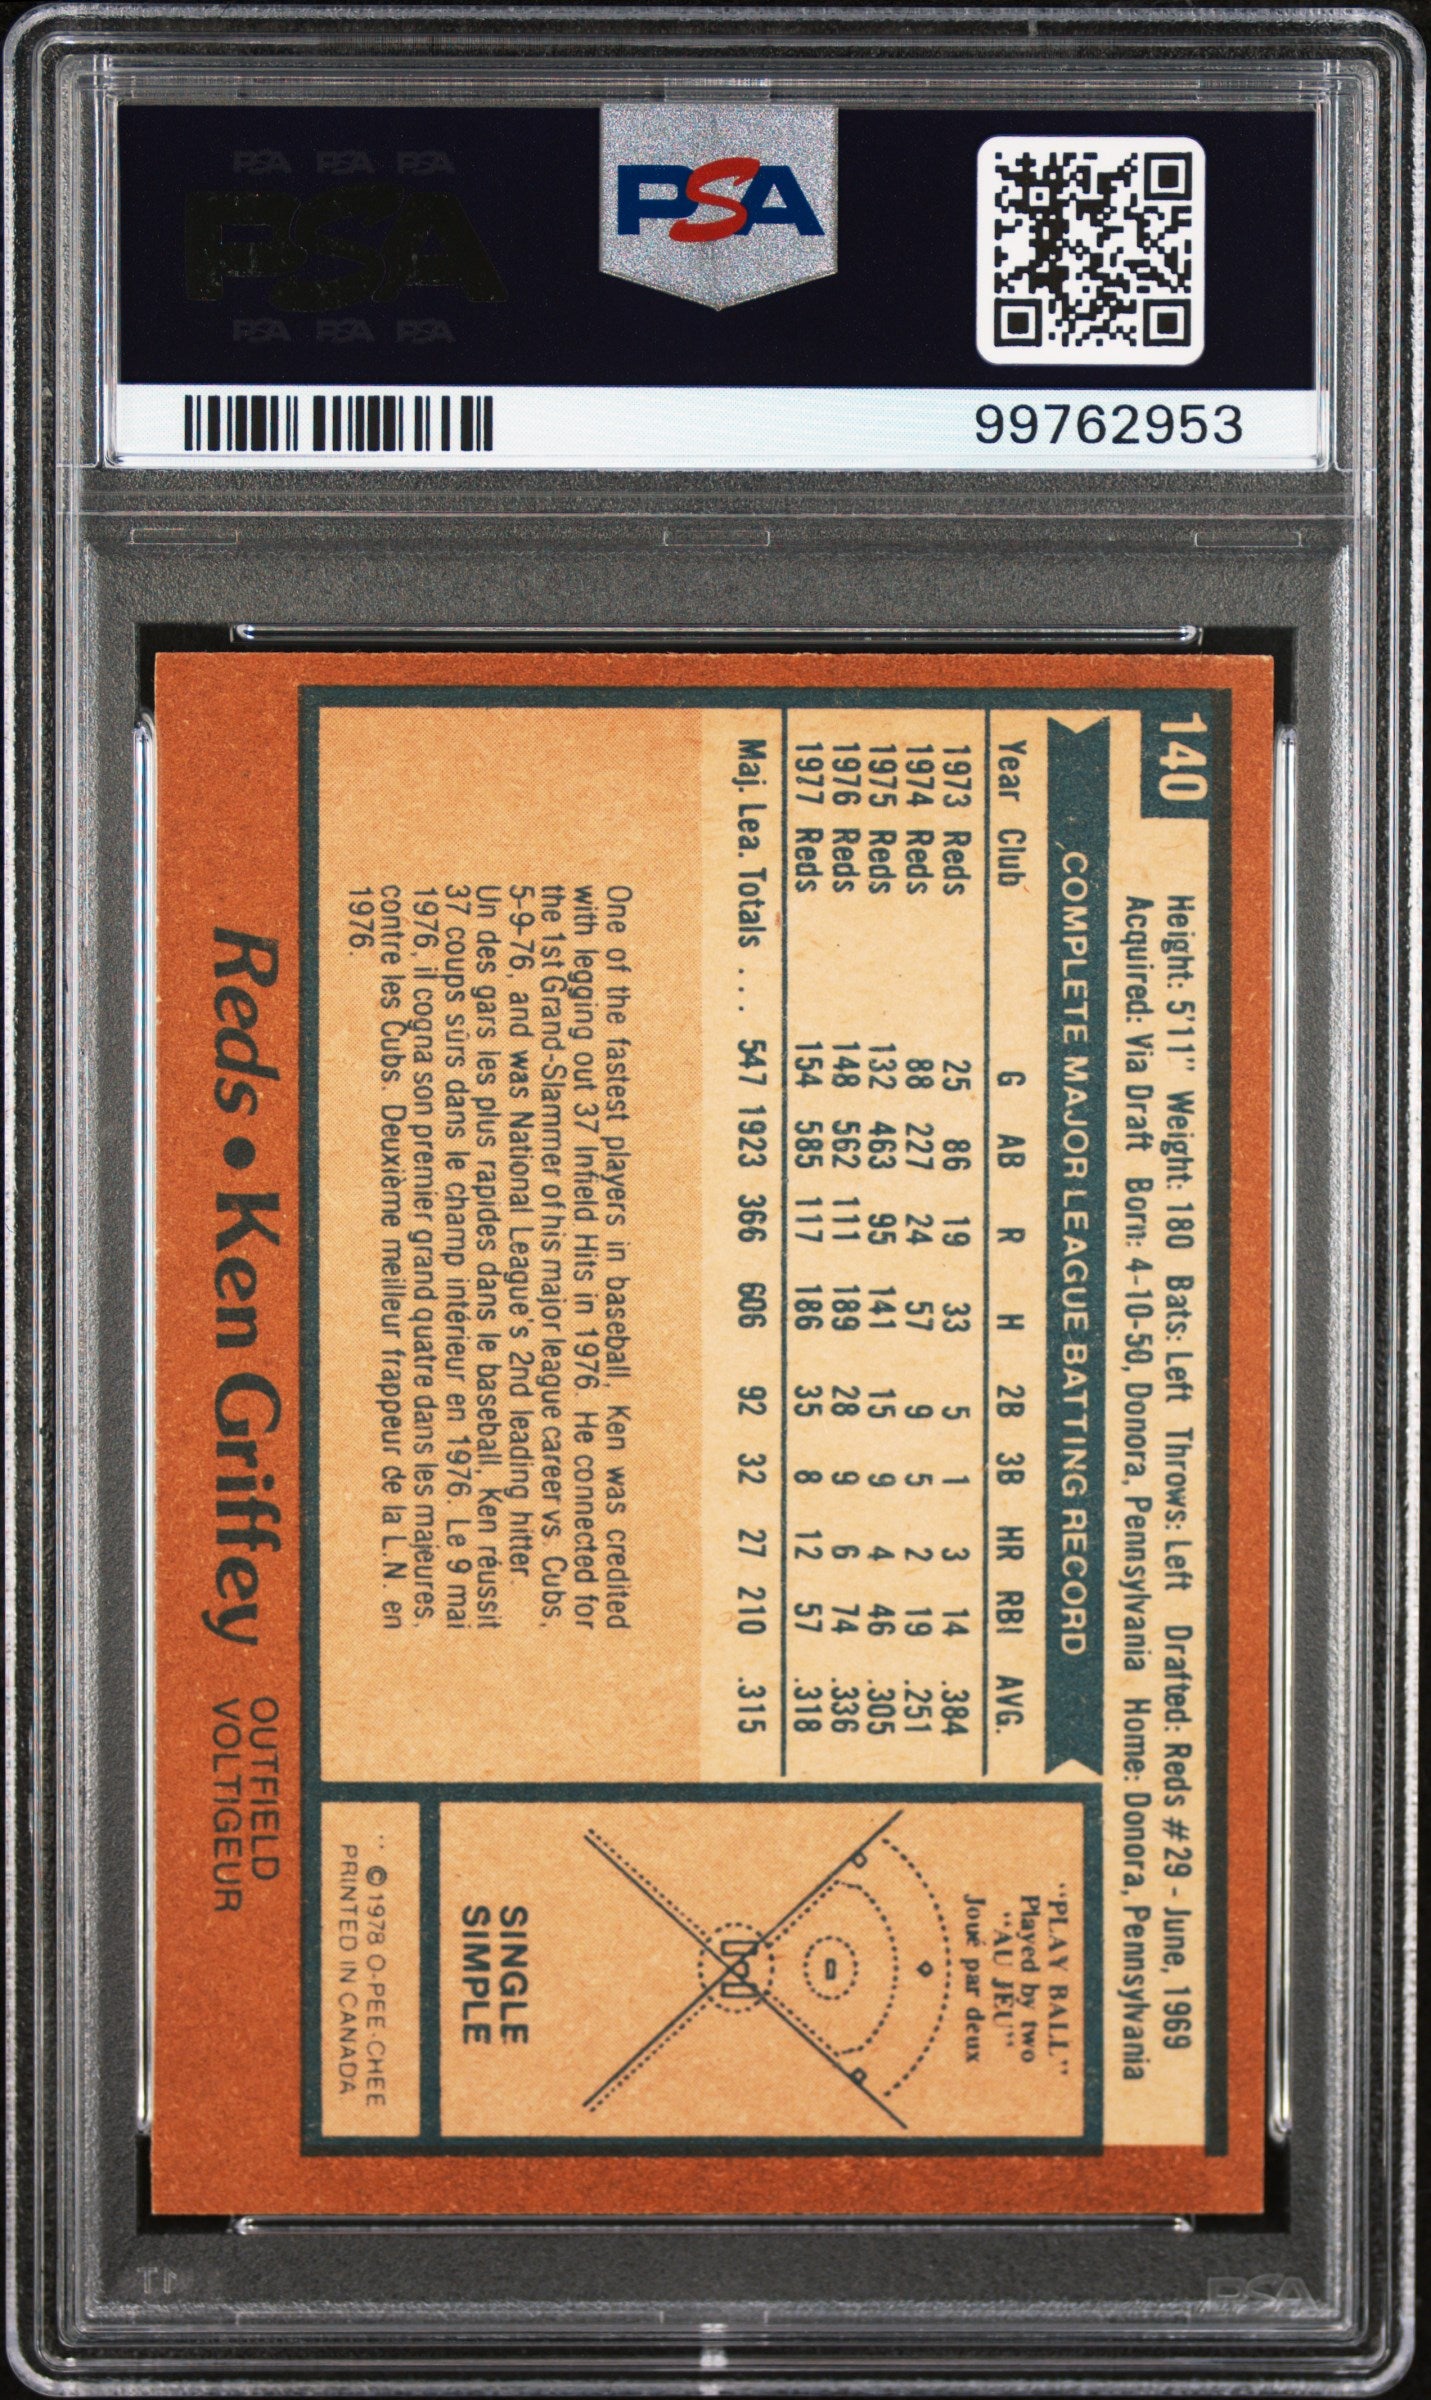 PSA PSA PSA
PSA
PSA PSA PSA
PSA
99762953
140
Height: 5'11" Weight: 180 Bats: Left Throws: Left Drafted: Reds #29 - June, 1969
Acquired: Via Draft Born: 4-10-50, Donora, Pennsylvania Home: Donora, Pennsylvania
COMPLETE MAJOR LEAGUE BATTING RECORD
Year Club G AB R H 2B 3B HR RBI AVG.
1973 Reds 25 86 19 33 5 1 3 14 .384
1974 Reds 88 227 24 57 9 5 2 19 .251
1975 Reds 132 463 95 141 15 9 4 46 .305
1976 Reds 148 562 111 189 28 9 6 74 .336
1977 Reds 154 585 117 186 35 8 12 57 .318
Maj. Lea. Totals . . . 547 1923 366 606 92 32 27 210 .315
One of the fastest players in baseball, Ken was credited
with legging out 37 Infield Hits in 1976. He connected for
the 1st Grand-Slammer of his major league career vs. Cubs,
5-9-76, and was National League's 2nd leading hitter.
Un des gars les plus rapides dans le baseball, Ken réussit
37 coups sûrs dans le champ intérieur en 1976. Le 9 mai
1976, il cogna son premier grand quatre dans les majeures,
contre les Cubs. Deuxième meilleur frappeur de la L.N. en
1976.
"PLAY BALL"
Played by two
"AU JEU"
Joué par deux
SINGLE
SIMPLE
** © 1978 O-PEE-CHEE
PRINTED IN CANADA
Reds • Ken Griffey
OUTFIELD
VOLTIGEUR
PSA